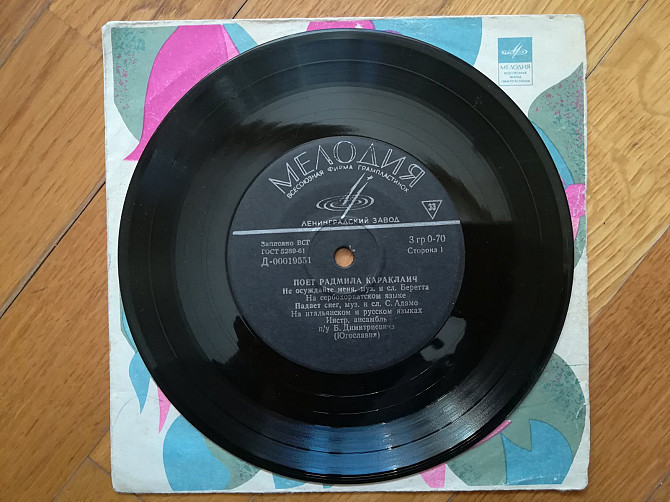 МЕЛОДИЯ
МЕЛОДИЯ
ВСЕСОЮЗНАЯ ФИРМА ГРАМПЛАСТИНОК
ЛЕНИНГРАДСКИЙ ЗАВОД
33
Записано ВСГ
ГОСТ 5289-61
Д-00019551
3 гр 0-70
Сторона 1
ПОЕТ РАДМИЛА КАРАКЛАИЧ
Не осуждайте меня, муз. и сл. Беретта
На сербохорватском языке
Падает снег, муз. и сл. С. Адамо
На итальянском и русском языках
Инстр. ансамбль
п/у Б. Димитриевича
(Югославия)